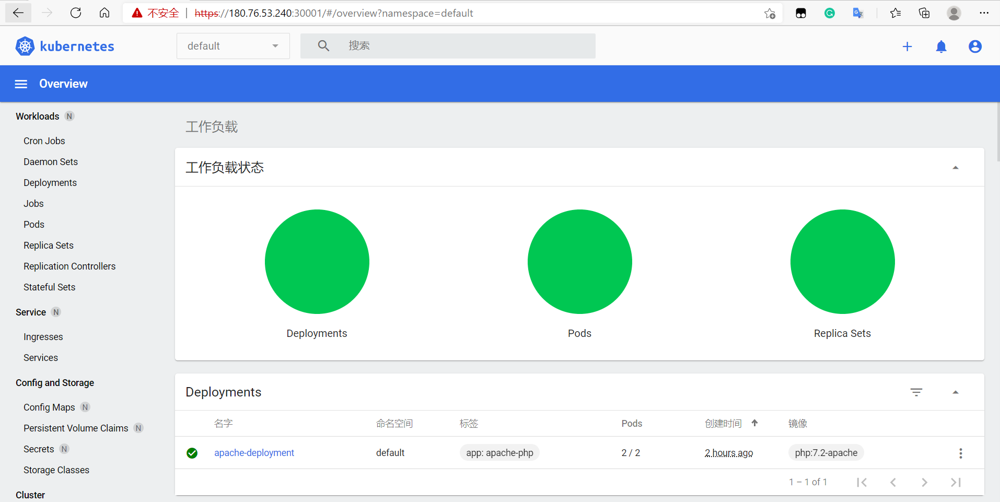 不安全 https://180.76.53.240:30001/#/overview?namespace=default
kubernetes default 搜索
Overview
Workloads N
Cron Jobs
Daemon Sets
Deployments
Jobs
Pods
Replica Sets
Replication Controllers
Stateful Sets
Service N
Ingresses
Services
Config and Storage
Config Maps N
Persistent Volume Claims N
Secrets N
Storage Classes
Cluster
工作负载
工作负载状态
Deployments Pods Replica Sets
Deployments
名字 命名空间 标签 Pods 创建时间 镜像
apache-deployment default app: apache-php 2 / 2 2 hours ago php:7.2-apache
1 – 1 of 1